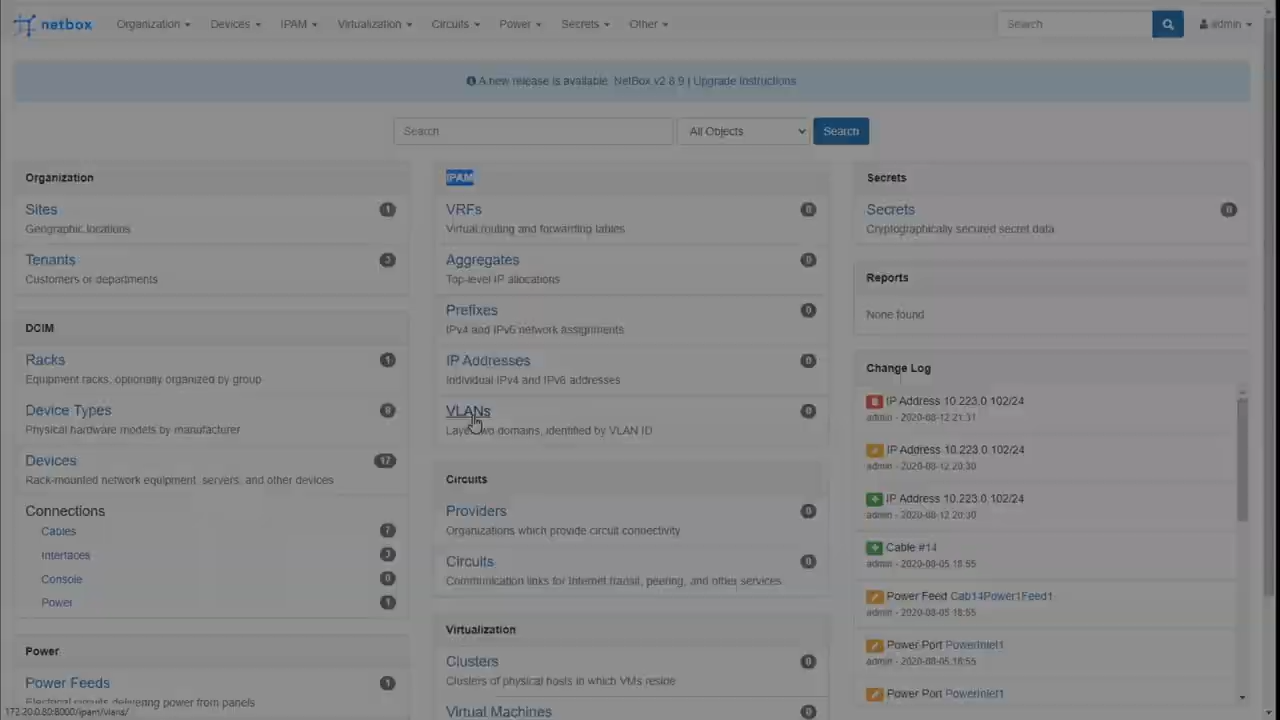 netbox
Organization
Devices
IPAM
Virtualization
Circuits
Power
Secrets
Other
Search
admin
A new release is available: NetBox v2.8.9 | Upgrade instructions
Search
All Objects
Search
Organization
Sites
1
Geographic locations
Tenants
3
Customers or departments
DCIM
Racks
1
Equipment racks, optionally organized by group
Device Types
9
Physical hardware models by manufacturer
Devices
17
Rack-mounted network equipment, servers, and other devices
Connections
Cables
7
Interfaces
3
Console
0
Power
1
Power
Power Feeds
1
Electrical circuits delivering power from panels
IPAM
VRFs
0
Virtual routing and forwarding tables
Aggregates
0
Top-level IP allocations
Prefixes
0
IPv4 and IPv6 network assignments
IP Addresses
0
Individual IPv4 and IPv6 addresses
VLANs
0
Layer two domains, identified by VLAN ID
Circuits
Providers
0
Organizations which provide circuit connectivity
Circuits
0
Communication links for Internet transit, peering, and other services
Virtualization
Clusters
0
Clusters of physical hosts in which VMs reside
Virtual Machines
0
Secrets
Secrets
0
Cryptographically secured secret data
Reports
None found
Change Log
IP Address 10.223.0.102/24
admin - 2020-08-12 21:31
IP Address 10.223.0.102/24
admin - 2020-08-12 20:30
IP Address 10.223.0.102/24
admin - 2020-08-12 20:30
Cable #14
admin - 2020-08-05 18:55
Power Feed Cab14Power1Feed1
admin - 2020-08-05 18:55
Power Port PowerInlet1
admin - 2020-08-05 18:55
Power Port PowerInlet1
172.20.0.80:8000/ipam/vlans/